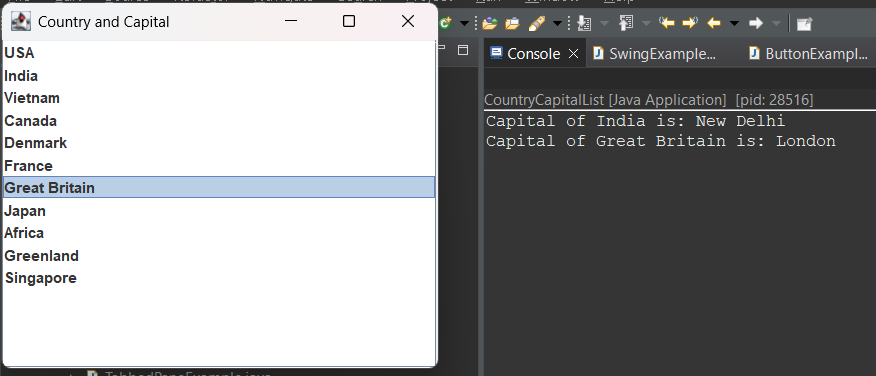 Country and Capital
USA
India
Vietnam
Canada
Denmark
France
Great Britain
Japan
Africa
Greenland
Singapore
Console
SwingExample...
ButtonExampl...
CountryCapitalList [Java Application] [pid: 28516]
Capital of India is: New Delhi
Capital of Great Britain is: London